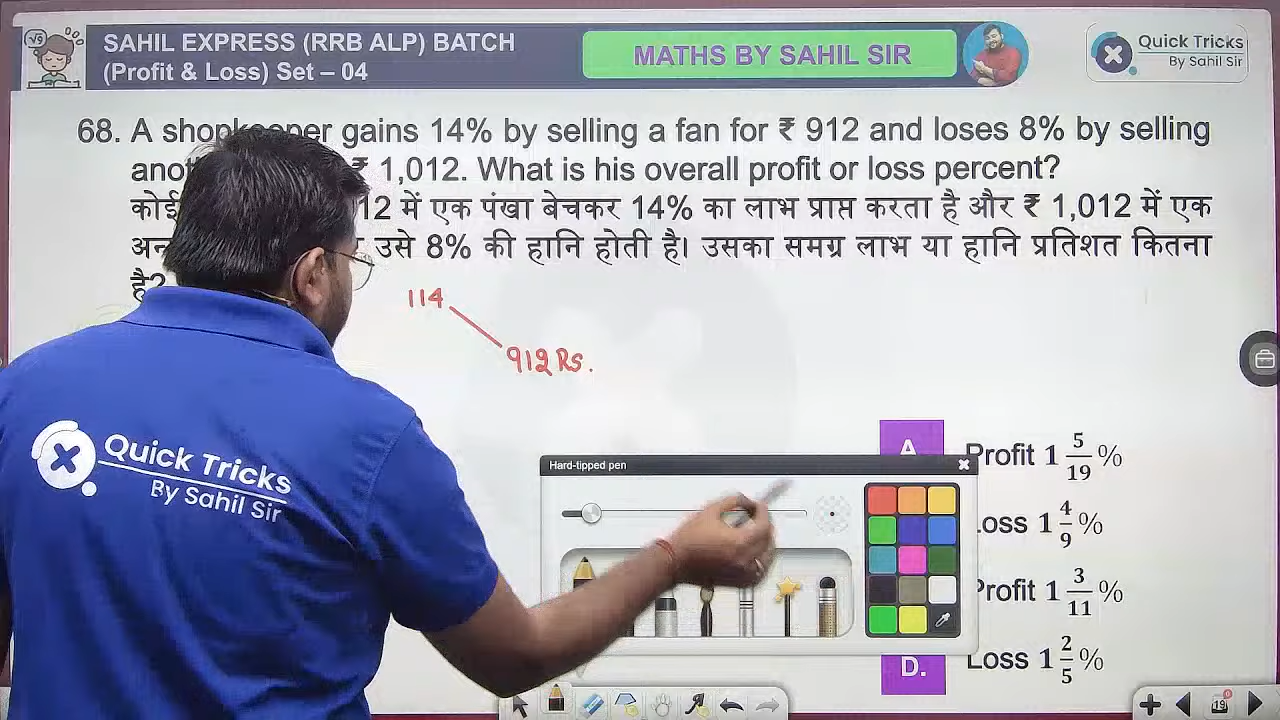 SAHIL EXPRESS (RRB ALP) BATCH
(Profit & Loss) Set – 04
MATHS BY SAHIL SIR
Quick Tricks
By Sahil Sir
68. A shopkeeper gains 14% by selling a fan for ₹ 912 and loses 8% by selling
₹ 1,012. What is his overall profit or loss percent?
कोई 12 में एक पंखा बेचकर 14% का लाभ प्राप्त करता है और ₹ 1,012 में एक
उसे 8% की हानि होती है। उसका समग्र लाभ या हानि प्रतिशत कितना
है?
114
912 Rs.
Quick Tricks
By Sahil Sir
Hard-tipped pen
A. Profit 1 5/19 %
Loss 1 4/9 %
Profit 1 3/11 %
D. Loss 1 2/5 %
19